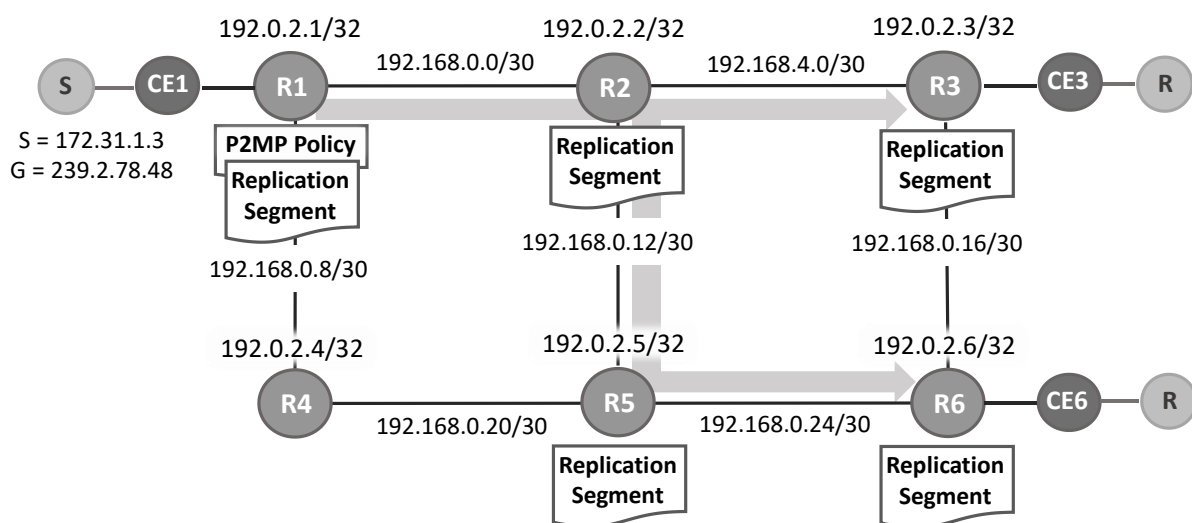 192.0.2.1/32
192.0.2.2/32
192.0.2.3/32
192.168.0.0/30
192.168.4.0/30
S
CE1
R1
R2
R3
CE3
R
S = 172.31.1.3
G = 239.2.78.48
P2MP Policy
Replication
Segment
Replication
Segment
Replication
Segment
192.168.0.8/30
192.168.0.12/30
192.168.0.16/30
192.0.2.4/32
192.0.2.5/32
192.0.2.6/32
R4
R5
R6
CE6
R
192.168.0.20/30
192.168.0.24/30
Replication
Segment
Replication
Segment